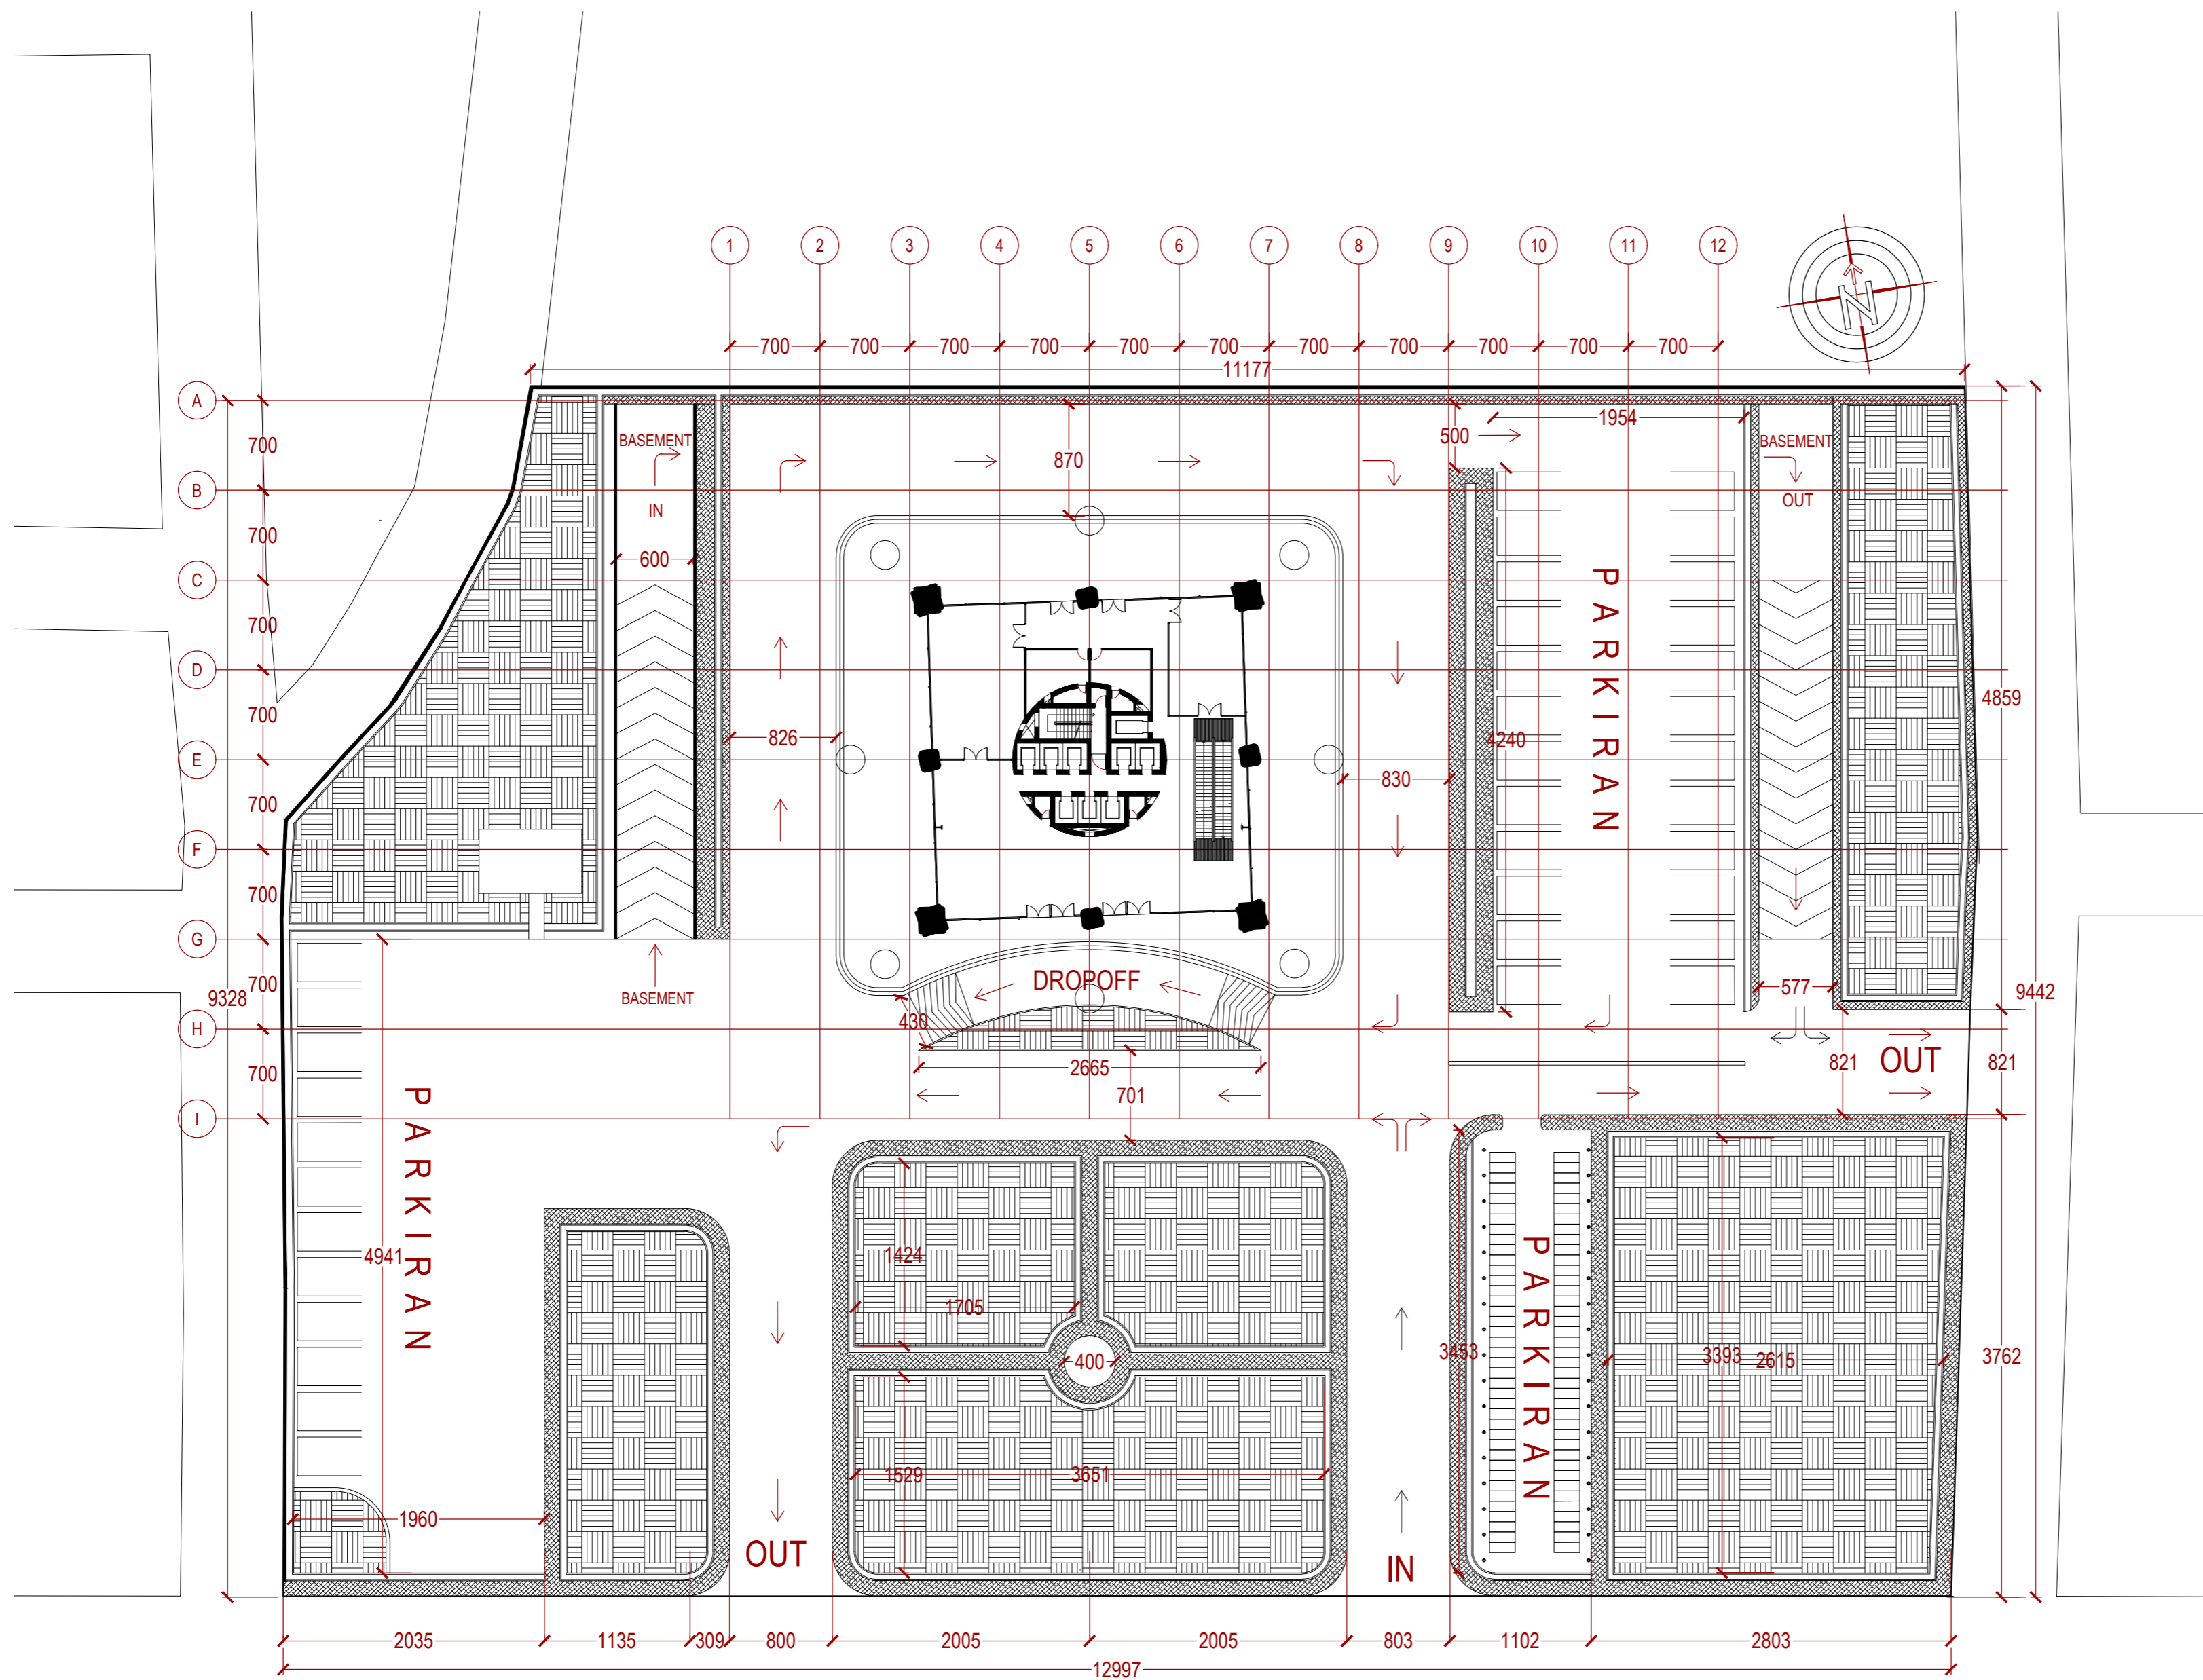 1 2 3 4 5 6 7 8 9 10 11 12
N
700 700 700 700 700 700 700 700 700 700 700
11177
A
B
C
D
E
F
G
H
I
700
700
700
700
700
700
700
700
9328
BASEMENT
IN
600
BASEMENT
870
500
1954
BASEMENT
OUT
826
830
4240
PARKIRAN
4859
9442
577
DROPOFF
430
2665
701
821
OUT
821
PARKIRAN
4941
1960
1424
1705
400
1529
3651
OUT
IN
3453
PARKIRAN
3393
2615
3762
2035 1135 309 800 2005 2005 803 1102 2803
12997